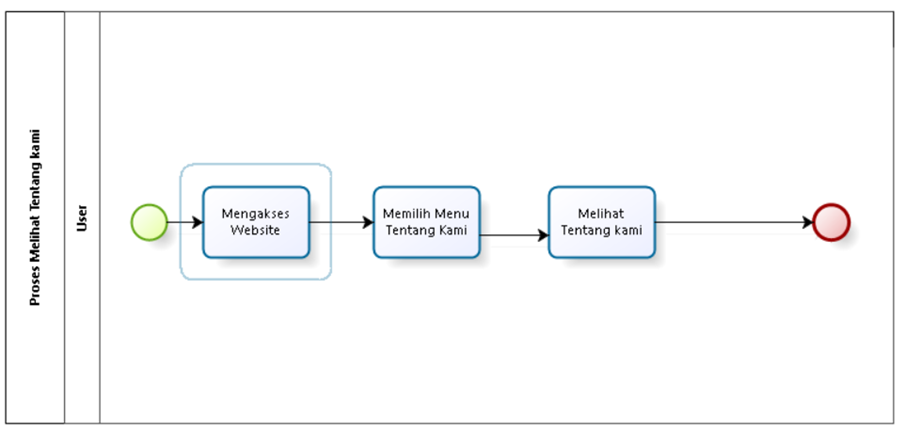 Proses Melihat Tentang kami
User
Mengakses
Website
Memilih Menu
Tentang Kami
Melihat
Tentang kami